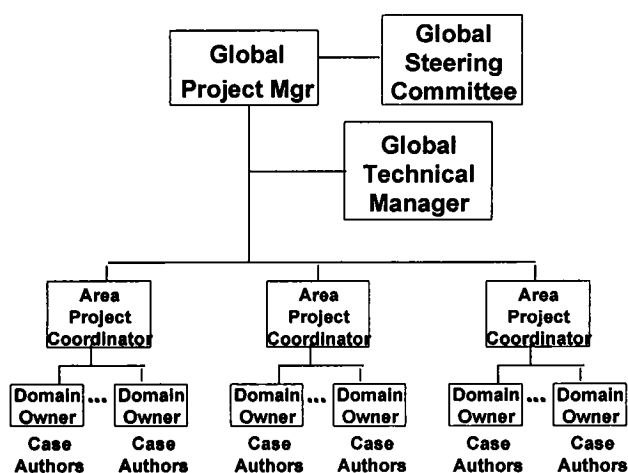 Global
Project Mgr
Global
Steering
Committee
Global
Technical
Manager
Area
Project
Coordinator
Area
Project
Coordinator
Area
Project
Coordinator
Domain
Owner
...
Domain
Owner
Domain
Owner
...
Domain
Owner
Domain
Owner
...
Domain
Owner
Case
Authors
Case
Authors
Case
Authors
Case
Authors
Case
Authors
Case
Authors